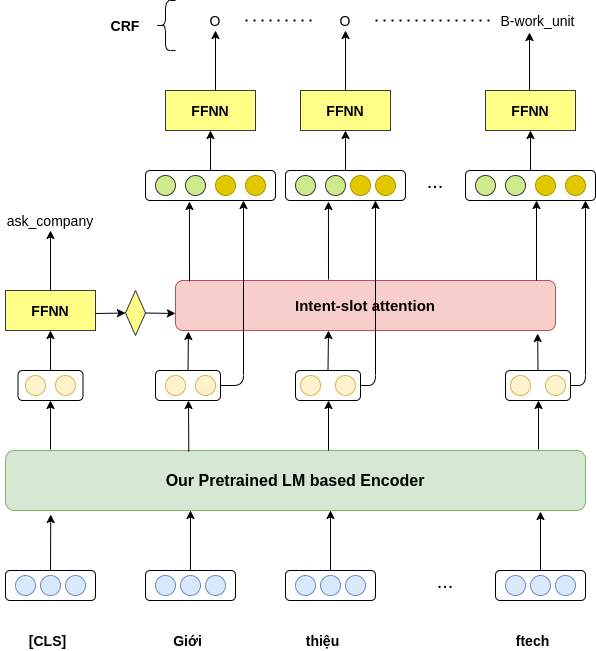 CRF
O ......... O ............... B-work_unit
FFNN FFNN FFNN
...
ask_company
FFNN
Intent-slot attention
Our Pretrained LM based Encoder
...
[CLS] Giới thiệu ftech